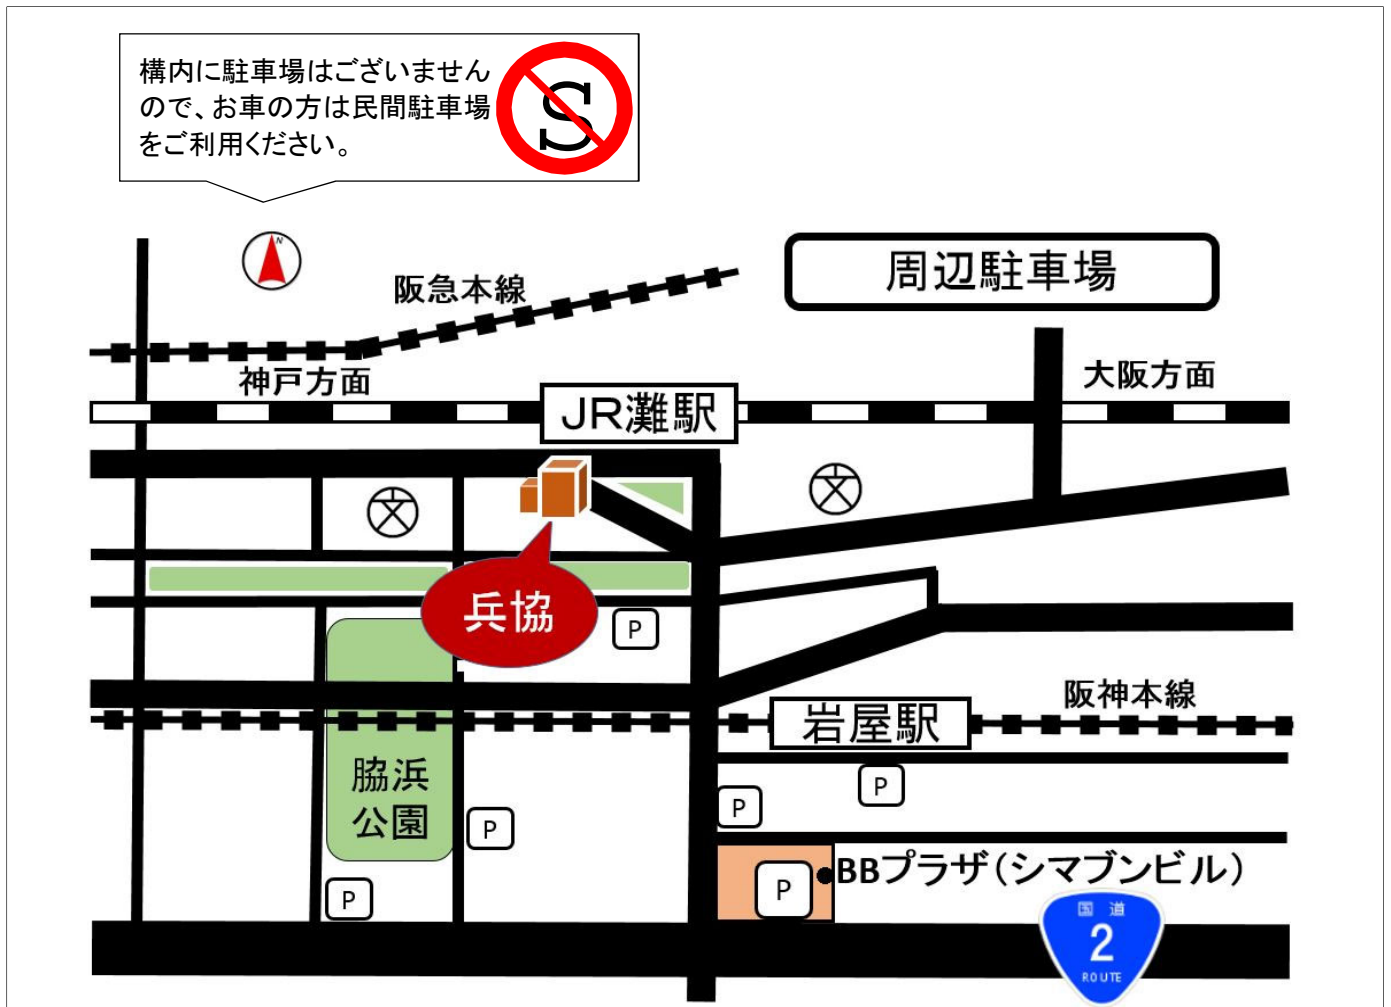 構内に駐車場はございません
ので、お車の方は民間駐車場
をご利用ください。
S
N
周辺駐車場
阪急本線
神戸方面
大阪方面
JR灘駅
文
文
兵協
P
阪神本線
岩屋駅
脇浜
公園
P
P
P
P
BBプラザ(シマブンビル)
P
国道
2
ROUTE